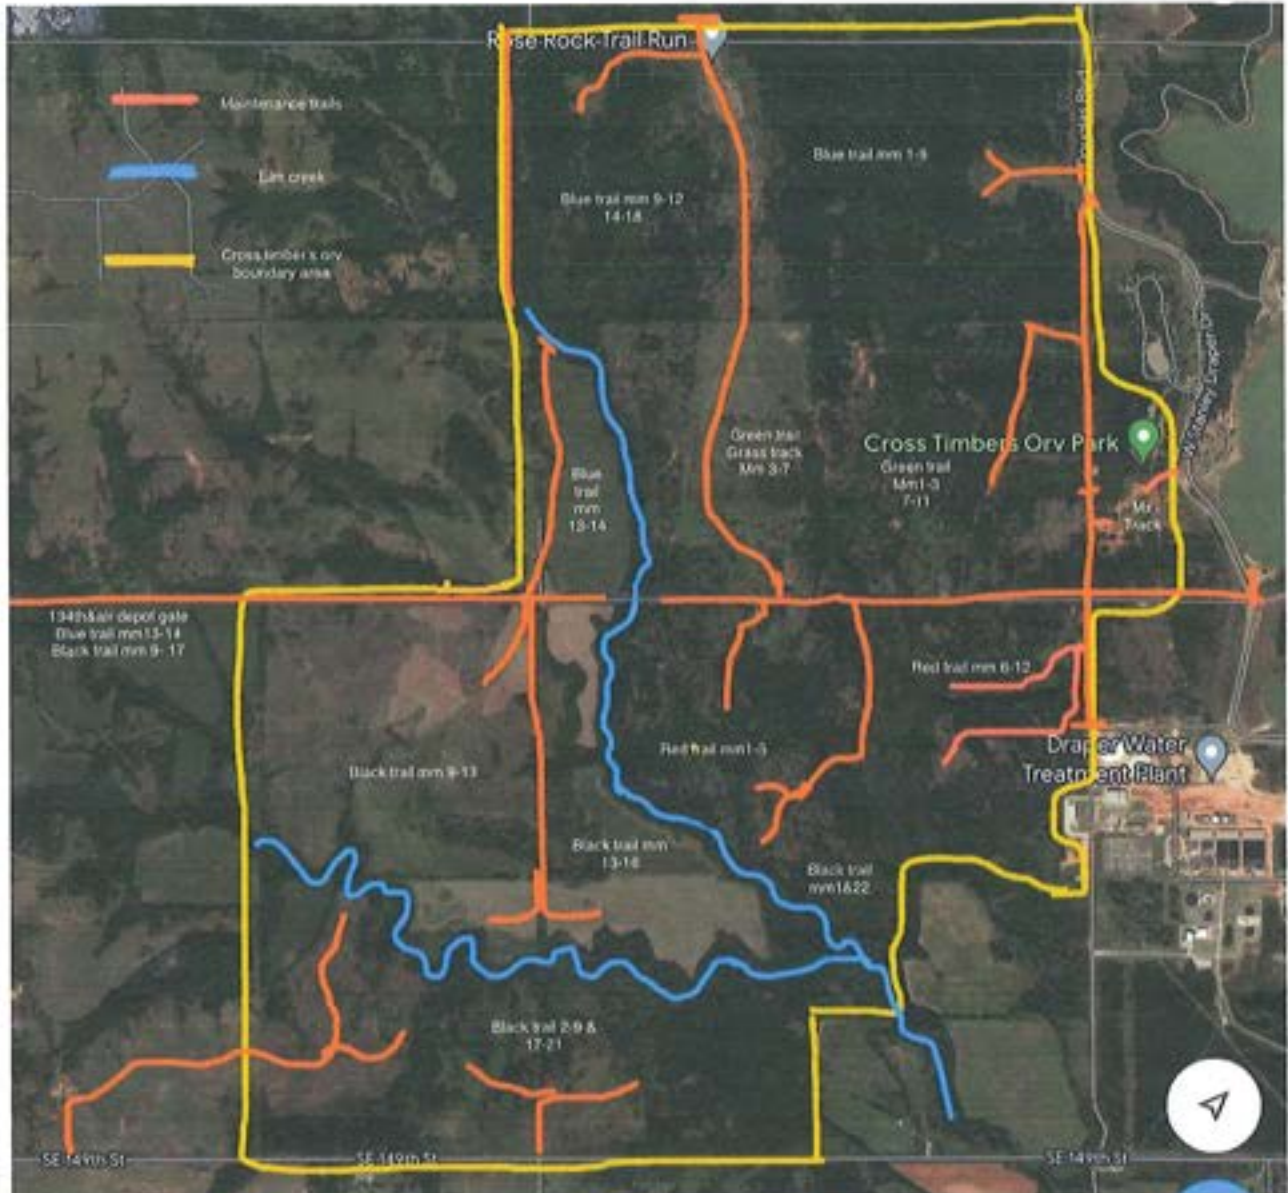 Rose Rock Trail Run
Maintenance trails
Elm creek
Cross timber's orv
boundary area
Blue trail mm 1-9
Blue trail mm 9-12
14-18
W Stanley Draper Dr
Green trail
Grass track
Mm 3-7
Cross Timbers Orv Park
Green trail
Mm1-3
7-11
Blue
trail
mm
13-14
Mx
Track
134th&air depot gate
Blue trail mm13-14
Black trail mm 9- 17
Red trail mm 6-12
Red trail mm1-5
Draper Water
Treatment Plant
Black trail mm 9-13
Black trail mm
13-16
Black trail
mm1&22
Black trail 2-9 &
17-21
SE 149th St
SE 149th St
SE 149th St